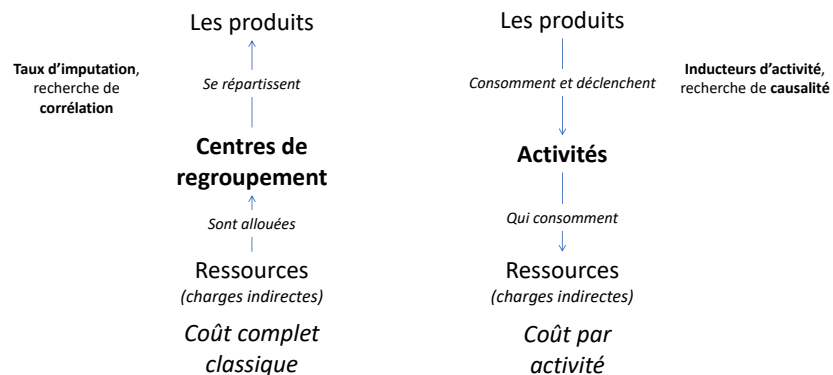 Les produits
Taux d'imputation,
recherche de
corrélation
Se répartissent
Centres de
regroupement
Sont allouées
Ressources
(charges indirectes)
Coût complet
classique
Les produits
Consomment et déclenchent
Inducteurs d'activité,
recherche de causalité
Activités
Qui consomment
Ressources
(charges indirectes)
Coût par
activité